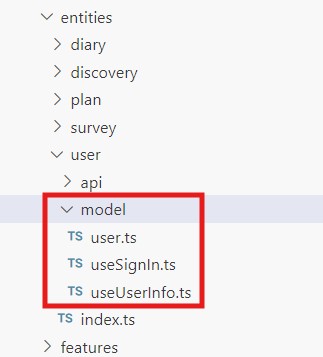 entities
diary
discovery
plan
survey
user
api
model
TS user.ts
TS useSignIn.ts
TS useUserInfo.ts
TS index.ts
features